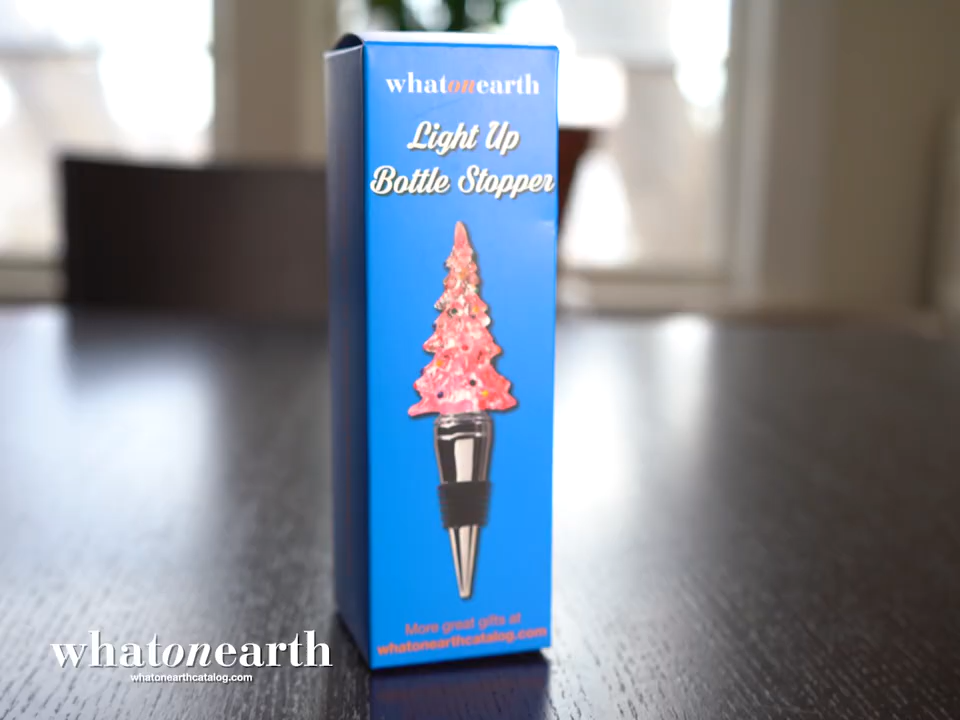 whatonearth
Light Up
Bottle Stopper
More great gifts at
whatonearthcatalog.com
whatonearth
whatonearthcatalog.com